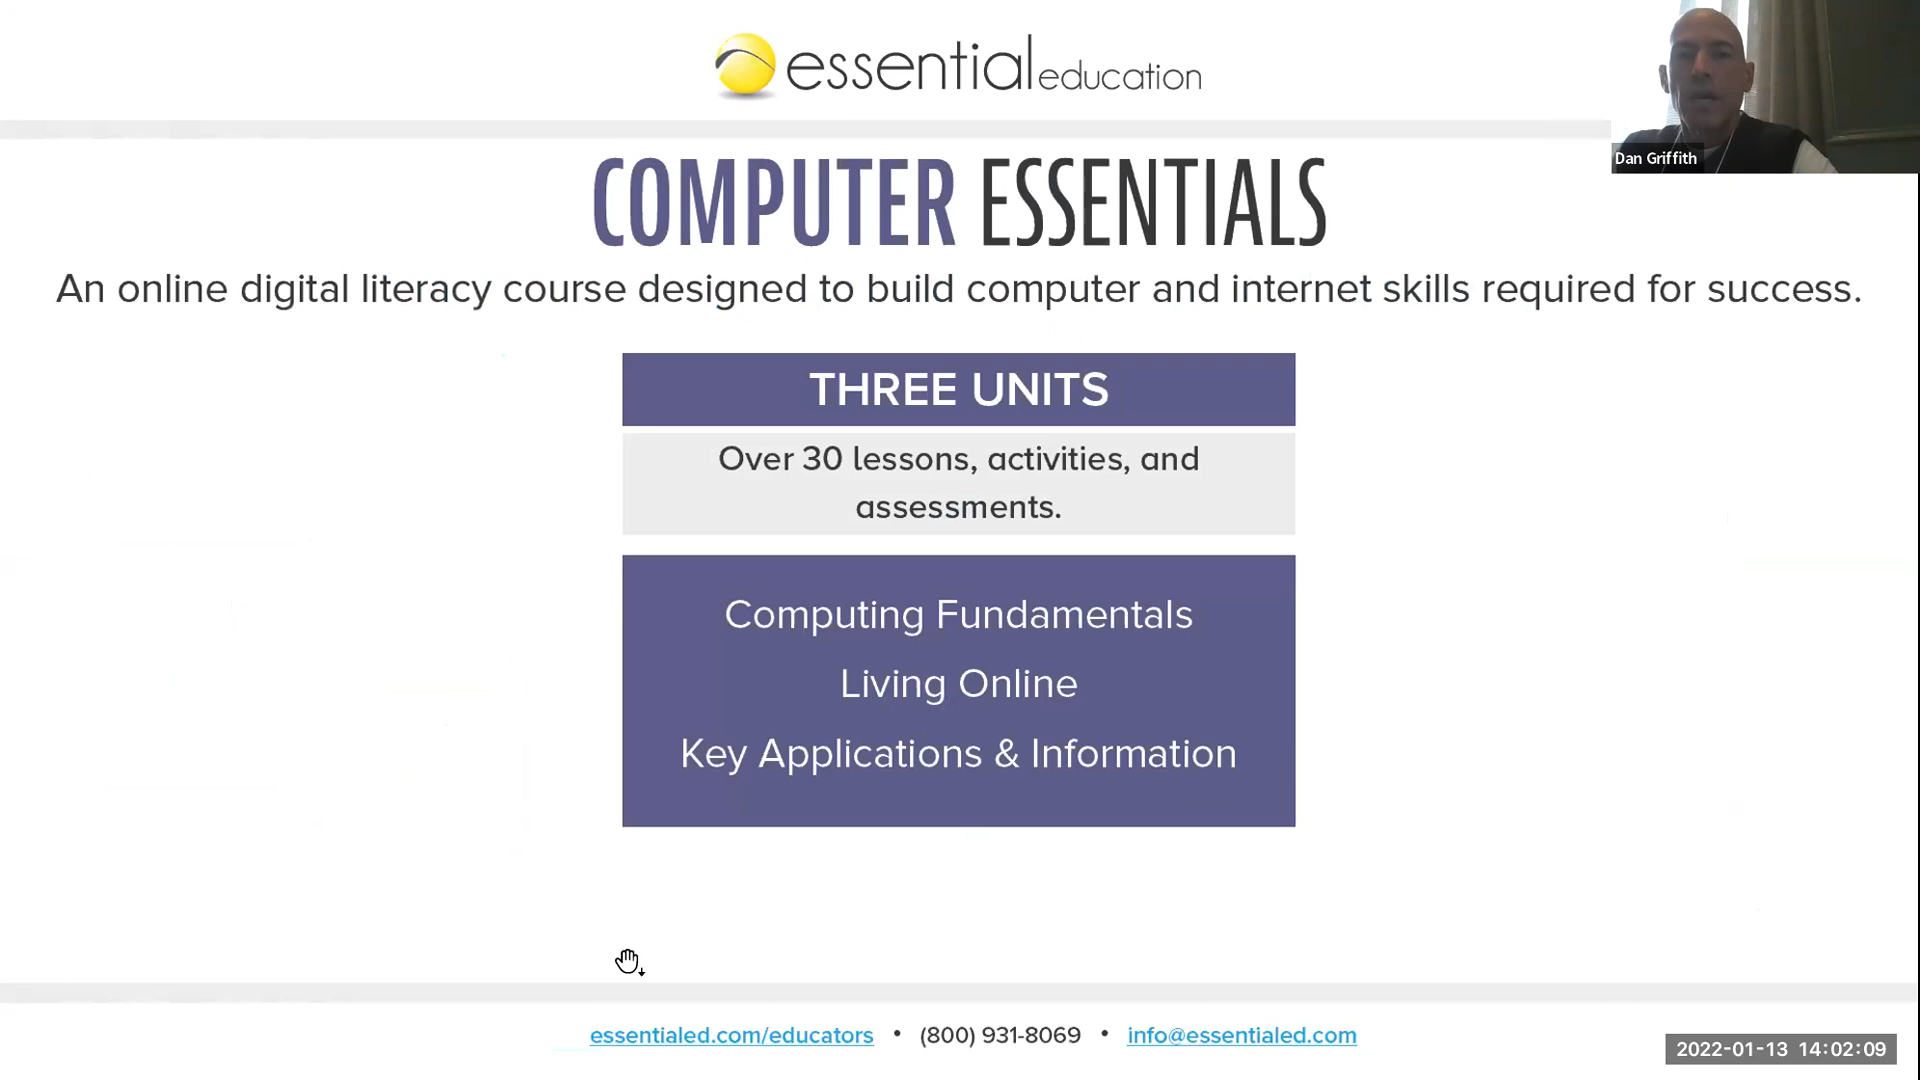 essential education
Dan Griffith
COMPUTER ESSENTIALS
An online digital literacy course designed to build computer and internet skills required for success.
THREE UNITS
Over 30 lessons, activities, and
assessments.
Computing Fundamentals
Living Online
Key Applications & Information
essentialed.com/educators • (800) 931-8069 • info@essentialed.com
2022-01-13 14:02:09